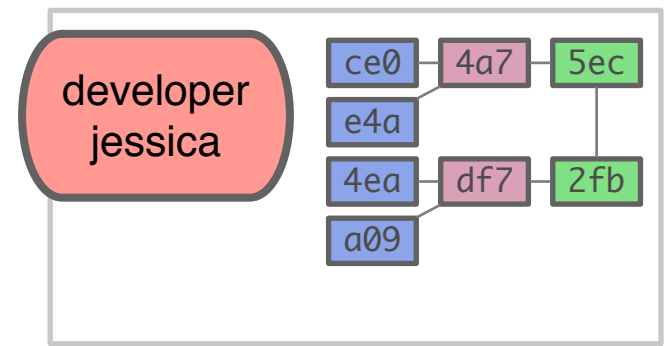 developer
jessica
ce0 4a7 5ec
e4a
4ea df7 2fb
a09